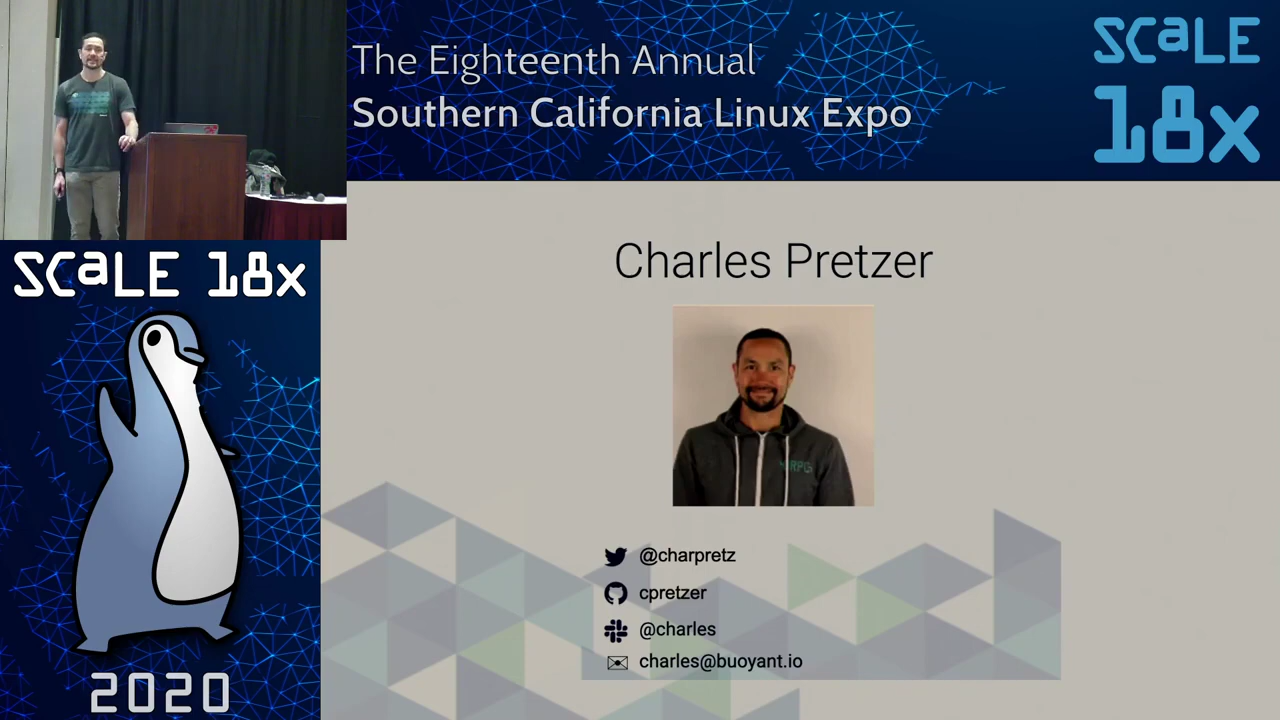 The Eighteenth Annual
Southern California Linux Expo
SCaLE
18x
SCaLE 18x
2020
Charles Pretzer
@charpretz
cpretzer
@charles
charles@buoyant.io